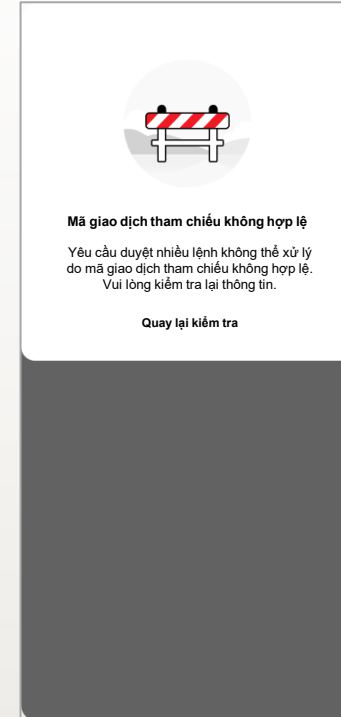 Mã giao dịch tham chiếu không hợp lệ
Yêu cầu duyệt nhiều lệnh không thể xử lý
do mã giao dịch tham chiếu không hợp lệ.
Vui lòng kiểm tra lại thông tin.
Quay lại kiểm tra